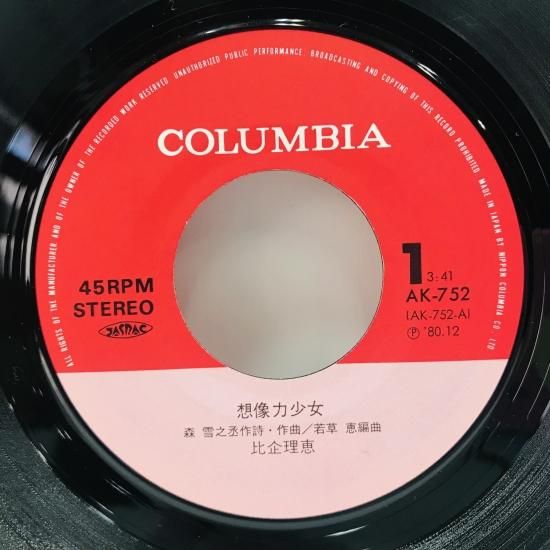 ALL RIGHTS OF THE MANUFACTURER AND OF THE OWNER OF THE RECORDED WORK RESERVED UNAUTHORIZED PUBLIC PERFORMANCE, BROADCASTING AND COPYING OF THIS RECORD PROHIBITED MADE IN JAPAN BY NIPPON COLUMBIA CO. LTD
COLUMBIA
45RPM
STEREO
JASRAC
1 3:41
AK-752
(AK-752-A)
Ⓟ '80.12
想像力少女
森 雪之丞作詩・作曲/若草 恵編曲
比企理恵